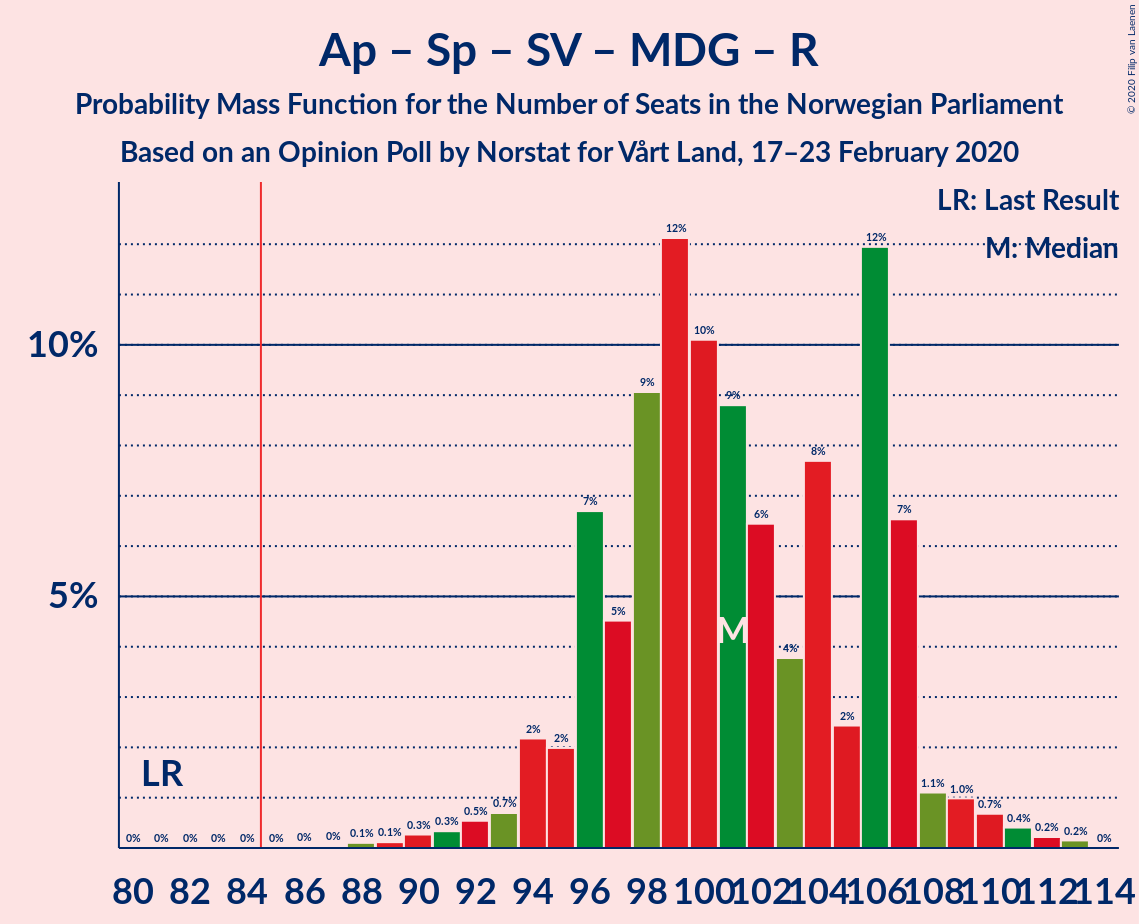 Ap – Sp – SV – MDG – R
Probability Mass Function for the Number of Seats in the Norwegian Parliament
Based on an Opinion Poll by Norstat for Vårt Land, 17–23 February 2020
© 2020 Filip van Laenen
LR: Last Result
M: Median
10%
5%
LR
M
0% 0% 0% 0% 0% 0% 0% 0% 0.1% 0.1% 0.3% 0.3% 0.5% 0.7% 2% 2% 7% 5% 9% 12% 10% 9% 6% 4% 8% 2% 12% 7% 1.1% 1.0% 0.7% 0.4% 0.2% 0.2% 0%
80 82 84 86 88 90 92 94 96 98 100 102 104 106 108 110 112 114